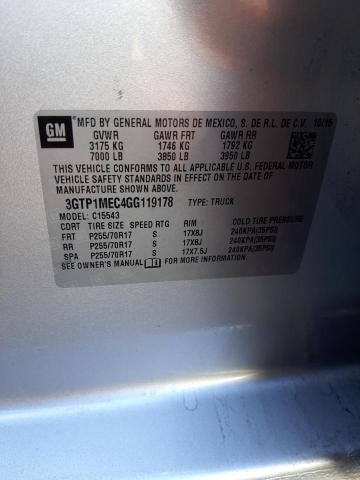 GM
MFD BY GENERAL MOTORS DE MEXICO, S. DE R.L. DE C.V. 10/15
GVWR GAWR FRT GAWR RR
3175 KG 1746 KG 1792 KG
7000 LB 3850 LB 3950 LB
THIS VEHICLE CONFORMS TO ALL APPLICABLE U.S. FEDERAL MOTOR
VEHICLE SAFETY STANDARDS IN EFFECT ON THE DATE OF
MANUFACTURE SHOWN ABOVE.
3GTP1MEC4GG119178 TYPE: TRUCK
MODEL: C15543
CDRT TIRE SIZE SPEED RTG RIM COLD TIRE PRESSURE
FRT P255/70R17 S 17X8J 240KPA(35PSI)
RR P255/70R17 S 17X8J 240KPA(35PSI)
SPA P255/70R17 S 17X7.5J 240KPA(35PSI)
SEE OWNER'S MANUAL FOR ADDITIONAL INFORMATION.